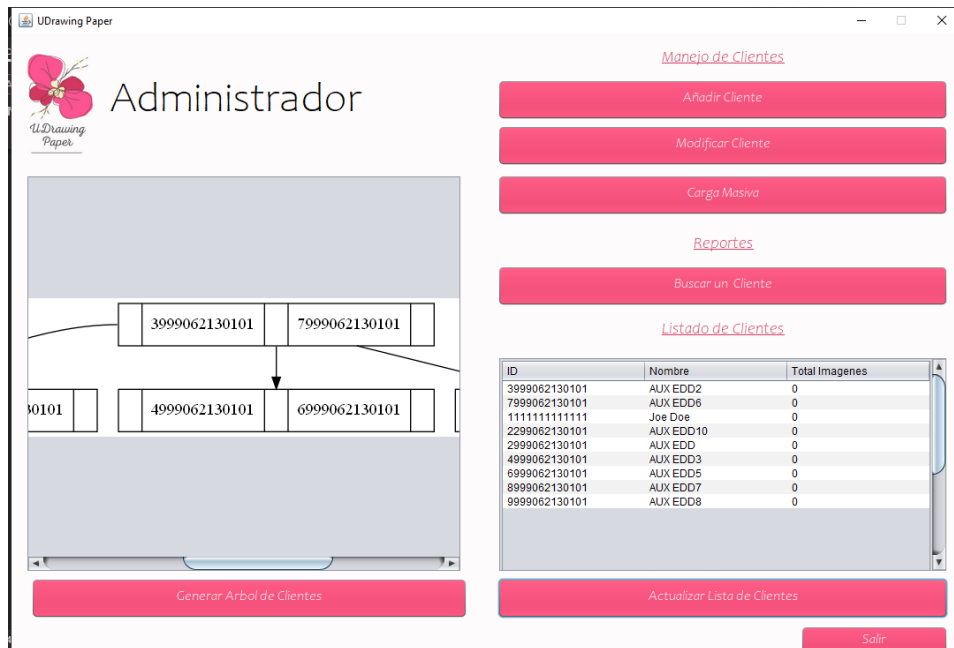 UDrawing Paper
U.Drawing
Paper
Administrador
Manejo de Clientes
Añadir Cliente
Modificar Cliente
Carga Masiva
Reportes
Buscar un Cliente
Listado de Clientes
3999062130101 7999062130101
30101 4999062130101 6999062130101
Generar Arbol de Clientes
ID Nombre Total Imagenes
3999062130101 AUX EDD2 0
7999062130101 AUX EDD6 0
1111111111111 Joe Doe 0
2299062130101 AUX EDD10 0
2999062130101 AUX EDD 0
4999062130101 AUX EDD3 0
6999062130101 AUX EDD5 0
8999062130101 AUX EDD7 0
9999062130101 AUX EDD8 0
Actualizar Lista de Clientes
Salir